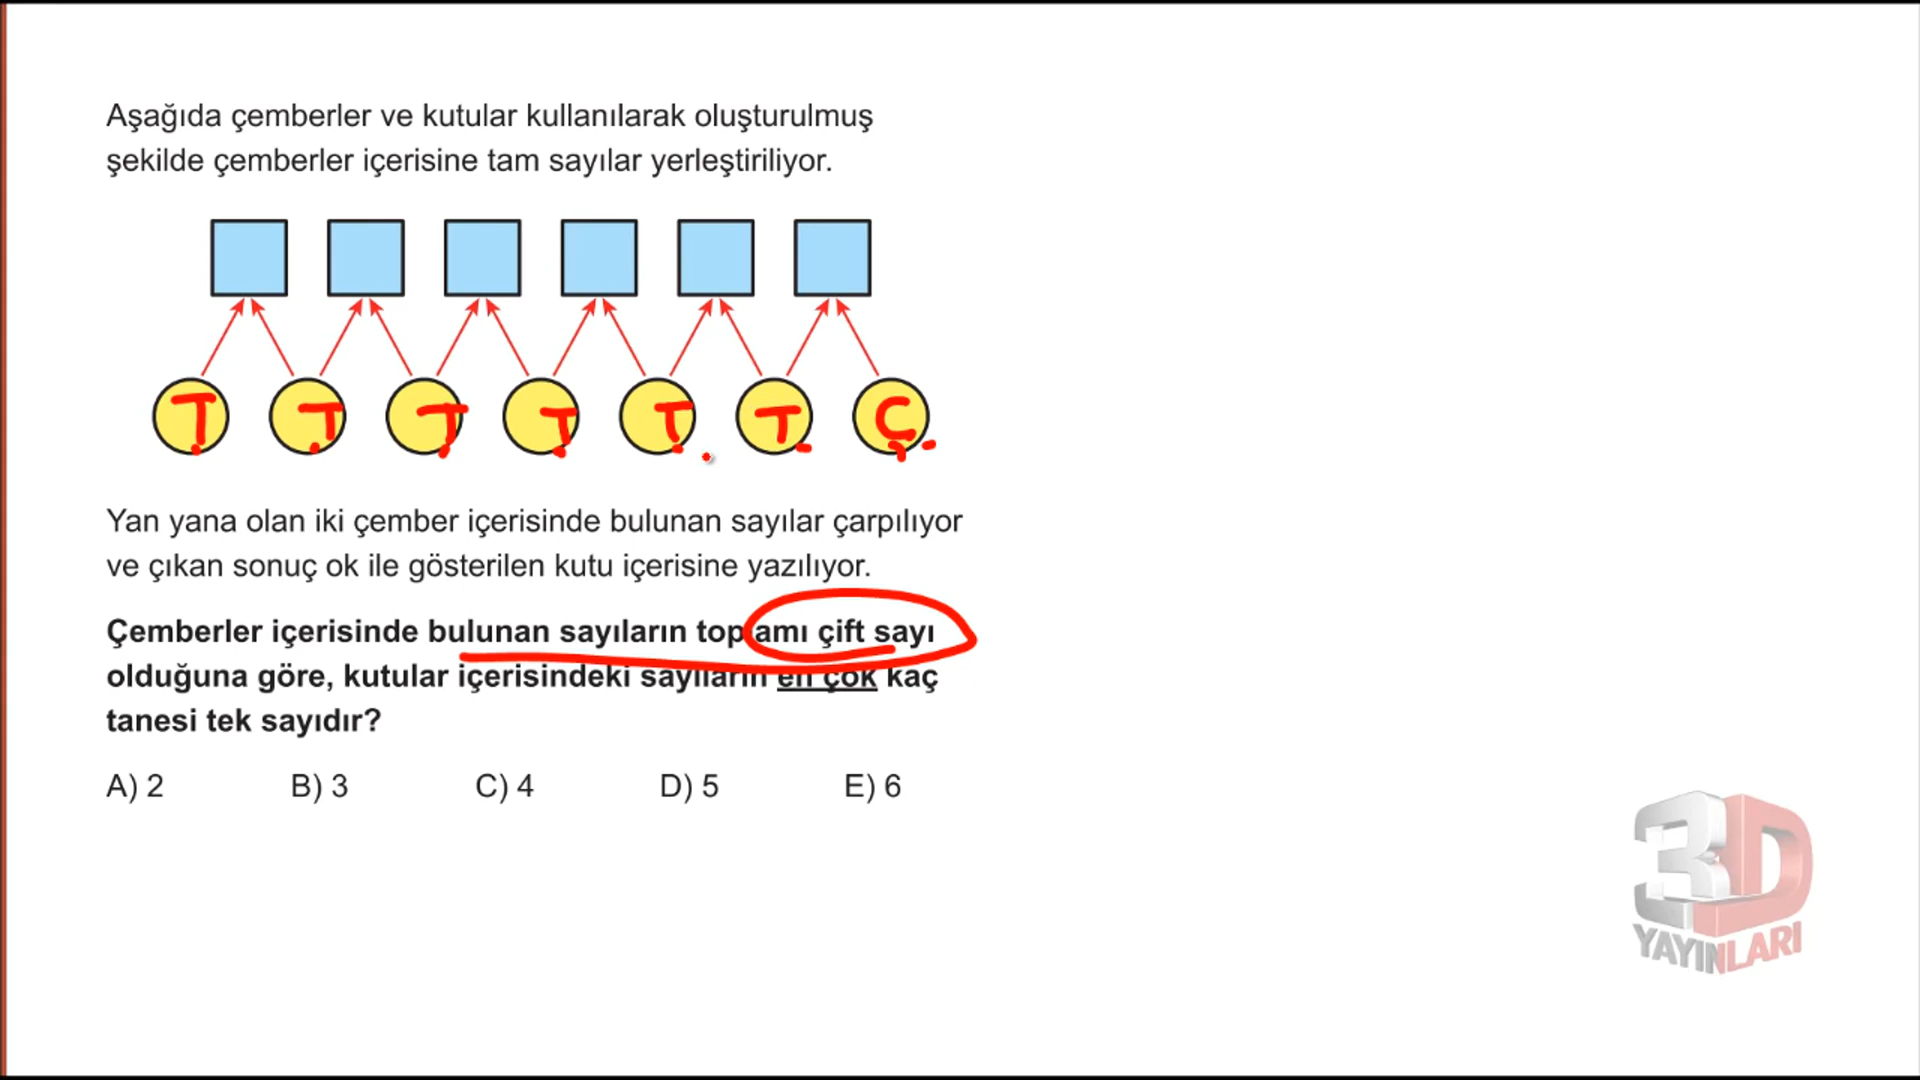 Aşağıda çemberler ve kutular kullanılarak oluşturulmuş
şekilde çemberler içerisine tam sayılar yerleştiriliyor.
T T T T T T Ç
Yan yana olan iki çember içerisinde bulunan sayılar çarpılıyor
ve çıkan sonuç ok ile gösterilen kutu içerisine yazılıyor.
Çemberler içerisinde bulunan sayıların toplamı çift sayı
olduğuna göre, kutular içerisindeki sayıların en çok kaç
tanesi tek sayıdır?
A) 2 B) 3 C) 4 D) 5 E) 6
3D
YAYINLARI